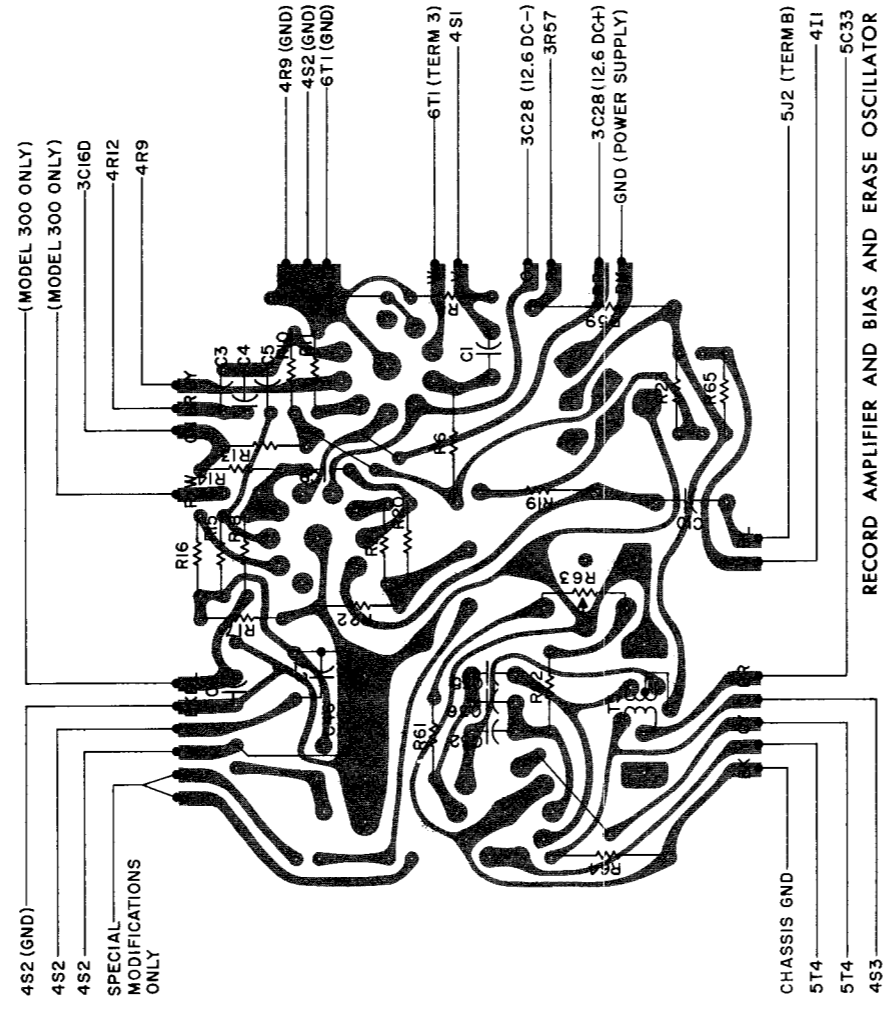 (MODEL 300 ONLY)
(MODEL 300 ONLY)
3C16D
4R12
4R9
4R9 (GND)
4S2 (GND)
6T1 (GND)
6T1 (TERM 3)
4S1
3C28 (12.6 DC-)
3R57
3C28 (12.6 DC+)
GND (POWER SUPPLY)
5J2 (TERM B)
4I1
5C33
4S2 (GND)
4S2
4S2
SPECIAL
MODIFICATIONS
ONLY
CHASSIS GND
5T4
5T4
4S3
C3
C4
C5
C1
R13
R14
R6
R59
R65
R19
C10
R16
R15
R17
R22
R63
R61
R64
RECORD AMPLIFIER AND BIAS AND ERASE OSCILLATOR